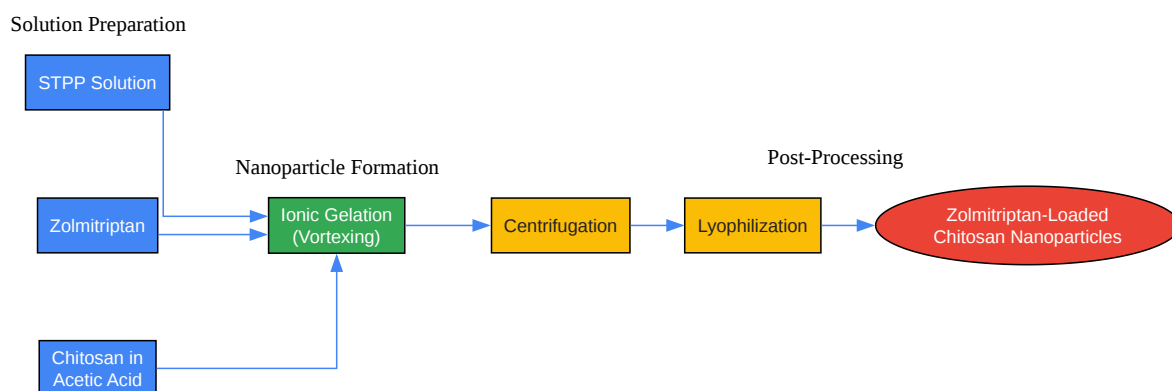 Solution Preparation
STPP Solution
Nanoparticle Formation
Post-Processing
Zolmitriptan
Ionic Gelation
(Vortexing)
Centrifugation
Lyophilization
Zolmitriptan-Loaded
Chitosan Nanoparticles
Chitosan in
Acetic Acid